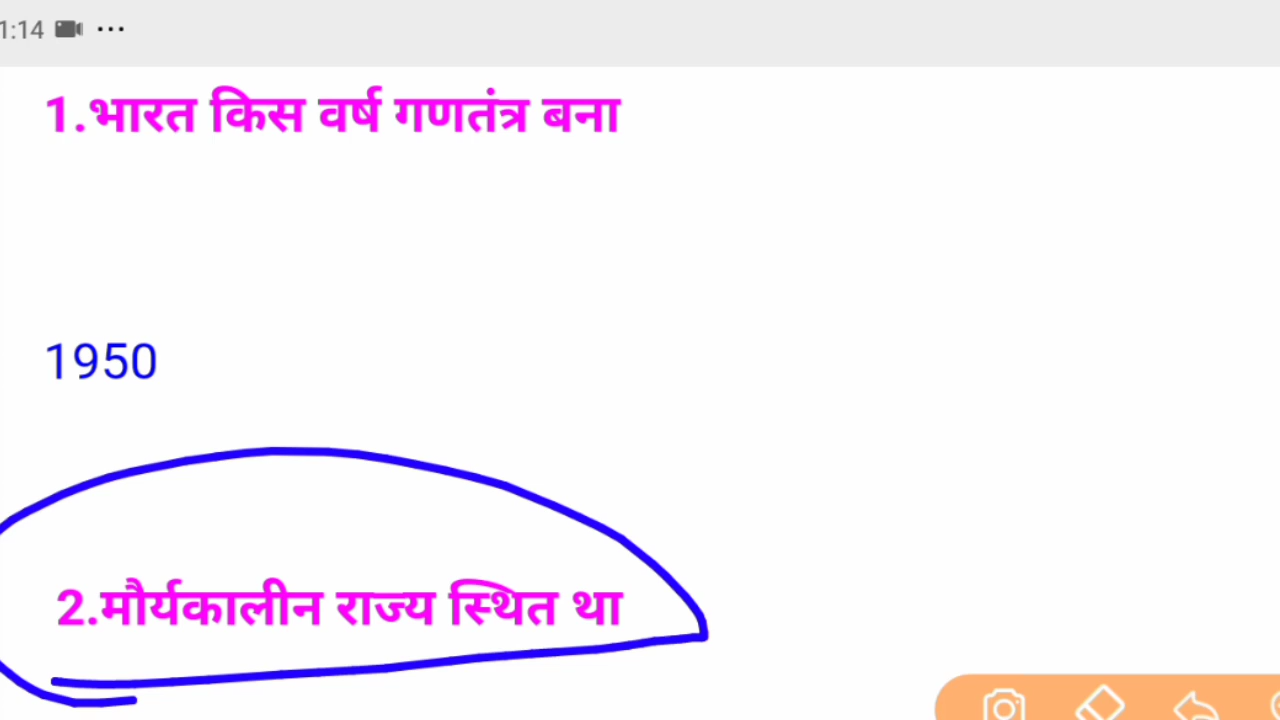 1:14
1.भारत किस वर्ष गणतंत्र बना
1950
2.मौर्यकालीन राज्य स्थित था